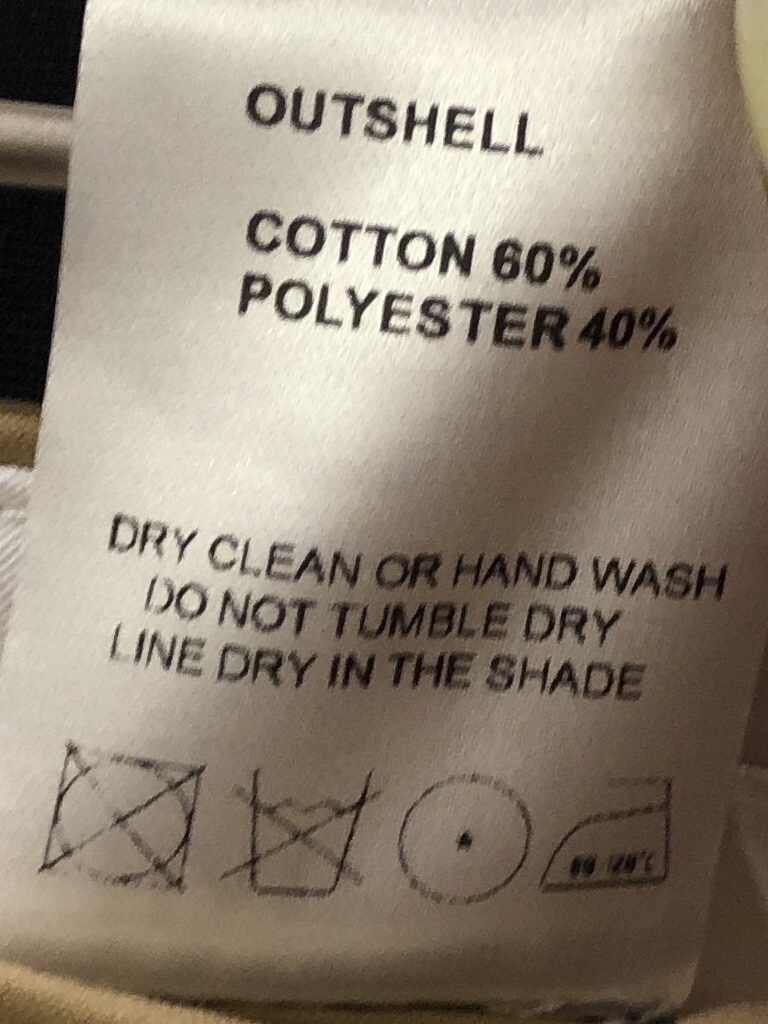 OUTSHELL
COTTON 60%
POLYESTER 40%
DRY CLEAN OR HAND WASH
DO NOT TUMBLE DRY
LINE DRY IN THE SHADE